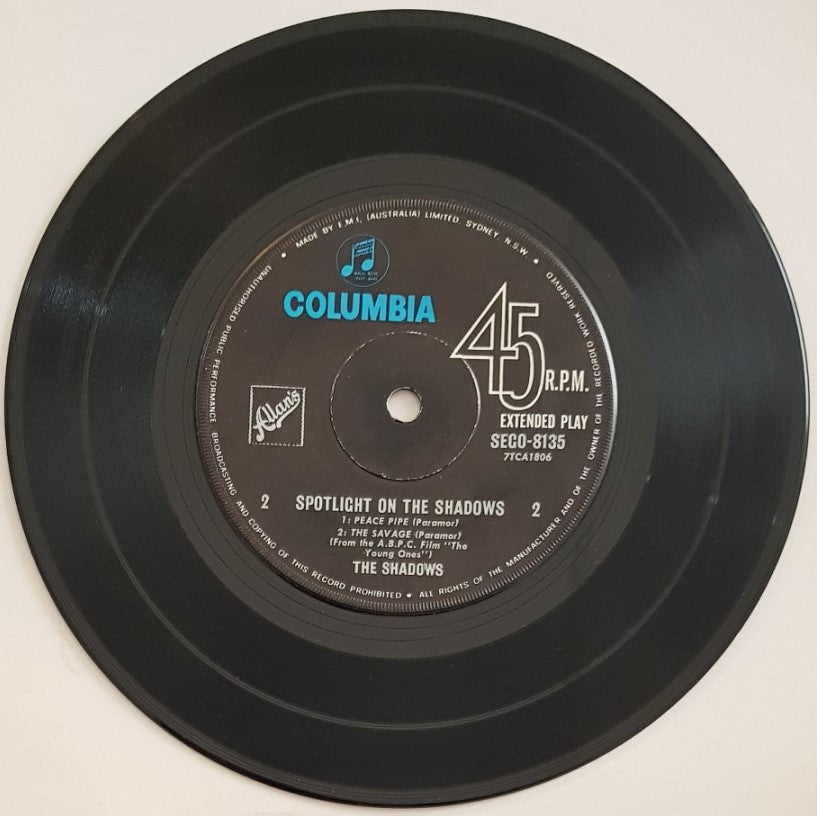 MADE BY E.M.I, (AUSTRALIA) LIMITED, SYDNEY, N.S.W.
UNAUTHORISED PUBLIC PERFORMANCE BROADCASTING AND COPYING OF THIS RECORD PROHIBITED • ALL RIGHTS OF THE MANUFACTURER AND OF THE OWNER OF THE RECORDED WORK RESERVED
COLUMBIA
45 R.P.M.
EXTENDED PLAY
SEGO-8135
7TCA1806
Allan's
2 SPOTLIGHT ON THE SHADOWS 2
1: PEACE PIPE (Paramor)
2: THE SAVAGE (Paramor)
(From the A.B.P.C. Film "The
Young Ones")
THE SHADOWS